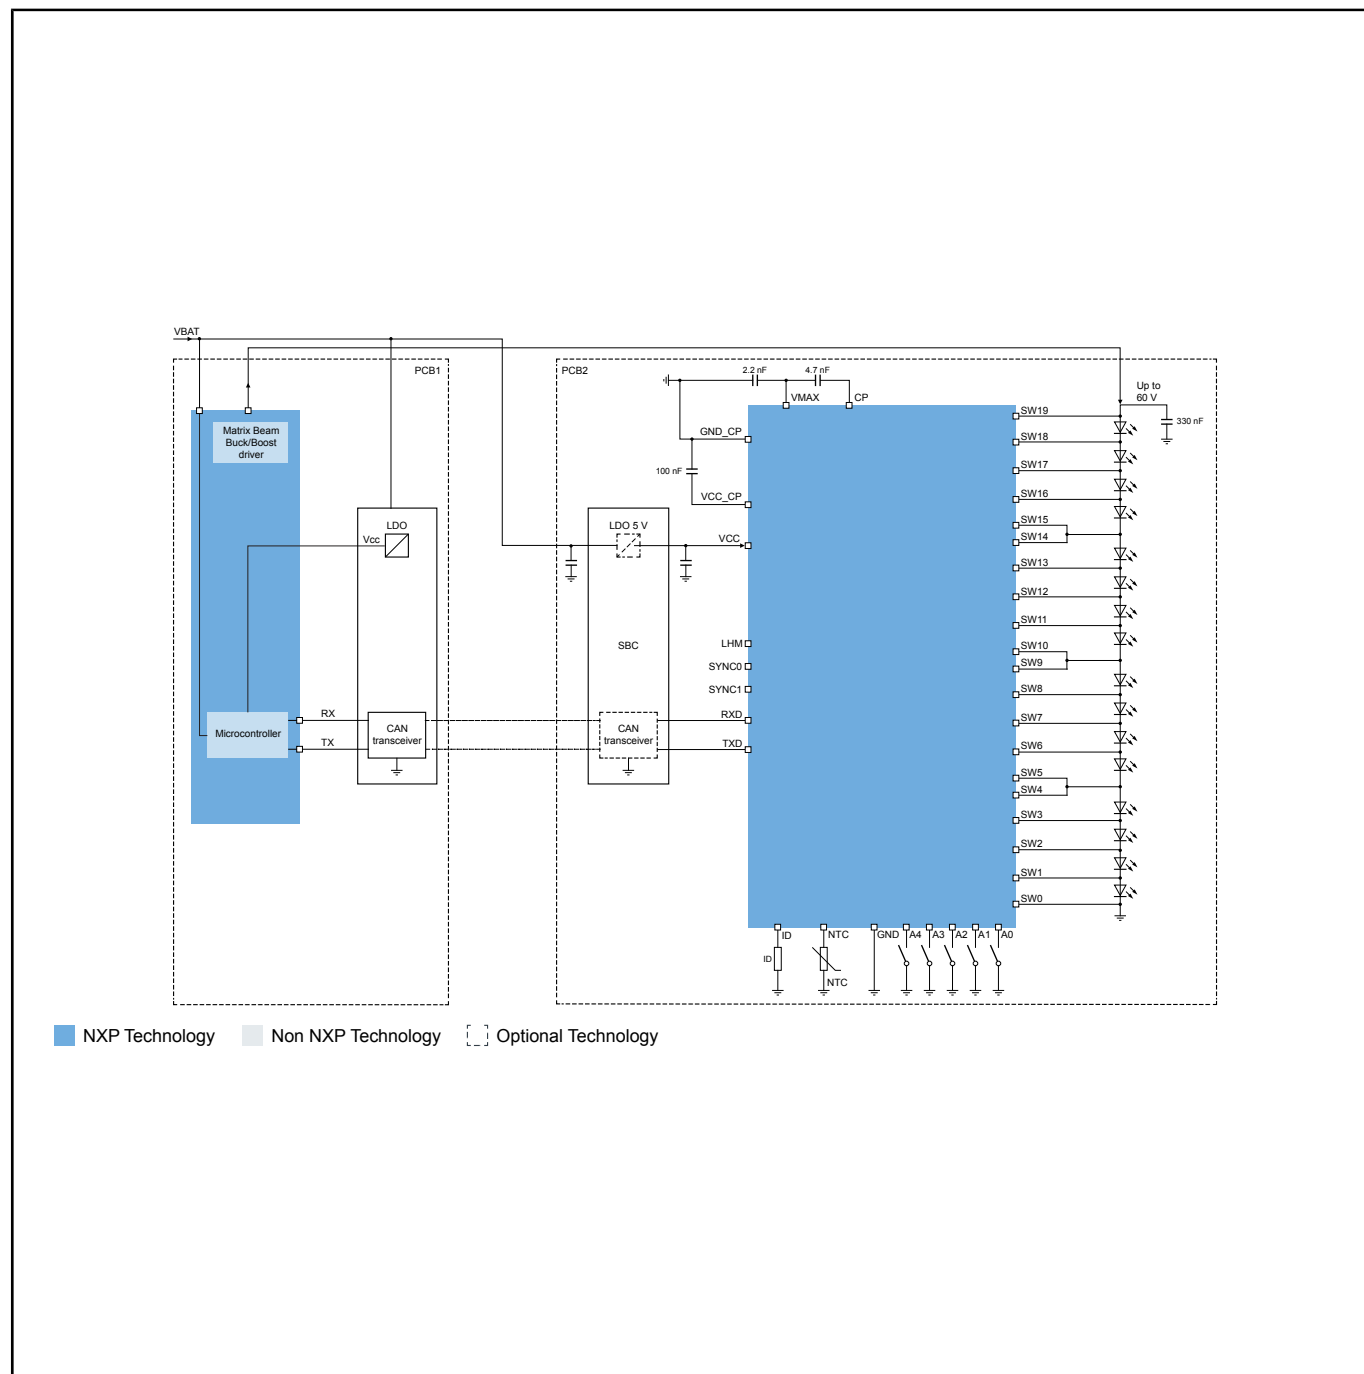 VBAT
PCB1
PCB2
2.2 nF
4.7 nF
VMAX
CP
Up to
60 V
330 nF
Matrix Beam
Buck/Boost
driver
GND_CP
100 nF
VCC_CP
LDO
Vcc
LDO 5 V
VCC
SBC
LHM
SYNC0
SYNC1
RX
TX
Microcontroller
CAN
transceiver
CAN
transceiver
RXD
TXD
SW19
SW18
SW17
SW16
SW15
SW14
SW13
SW12
SW11
SW10
SW9
SW8
SW7
SW6
SW5
SW4
SW3
SW2
SW1
SW0
ID
NTC
GND
A4
A3
A2
A1
A0
ID
NTC
NXP Technology
Non NXP Technology
Optional Technology